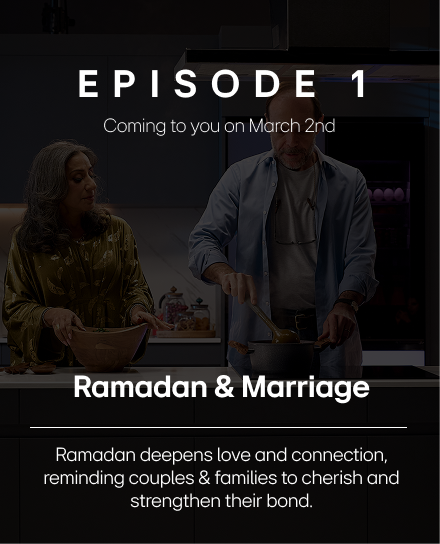 EPISODE 1
Coming to you on March 2nd
Ramadan & Marriage
Ramadan deepens love and connection,
reminding couples & families to cherish and
strengthen their bond.